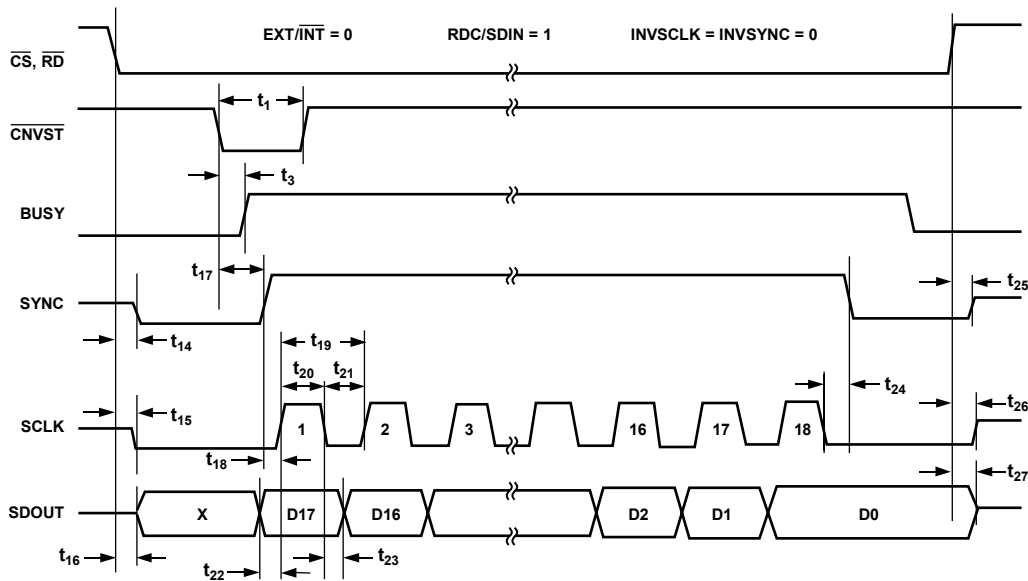 EXT/INT = 0 RDC/SDIN = 1 INVSCLK = INVSYNC = 0
CS, RD
t1
CNVST
t3
BUSY
t17
SYNC
t25
t14
t19
t20 t21
t24
t15
t26
SCLK
1 2 3 16 17 18
t18
t27
SDOUT
X D17 D16 D2 D1 D0
t16
t22
t23